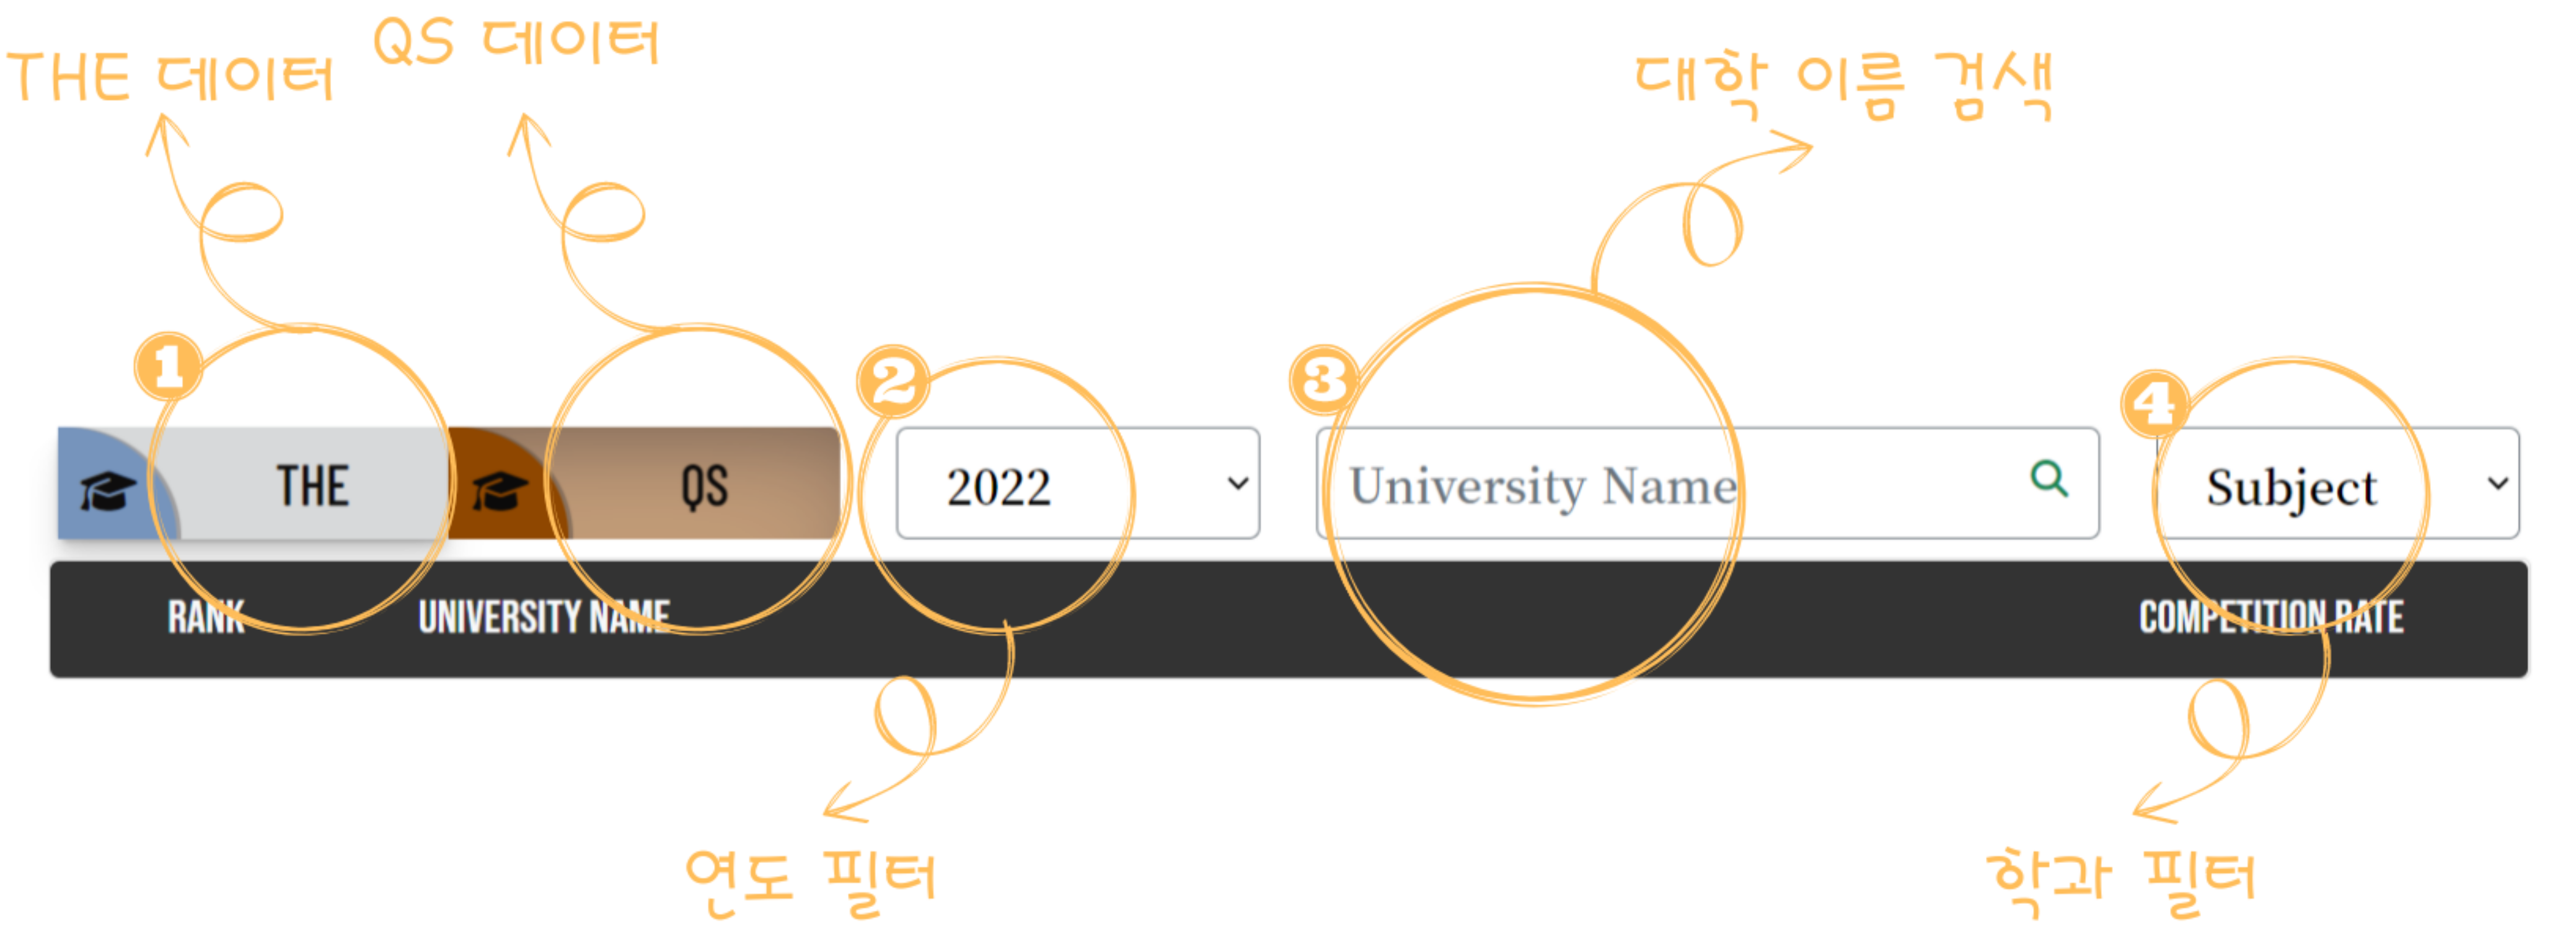 THE 데이터
QS 데이터
대학 이름 검색
1
2
3
4
THE
QS
2022
University Name
Subject
RANK
UNIVERSITY NAME
COMPETITION RATE
연도 필터
학과 필터